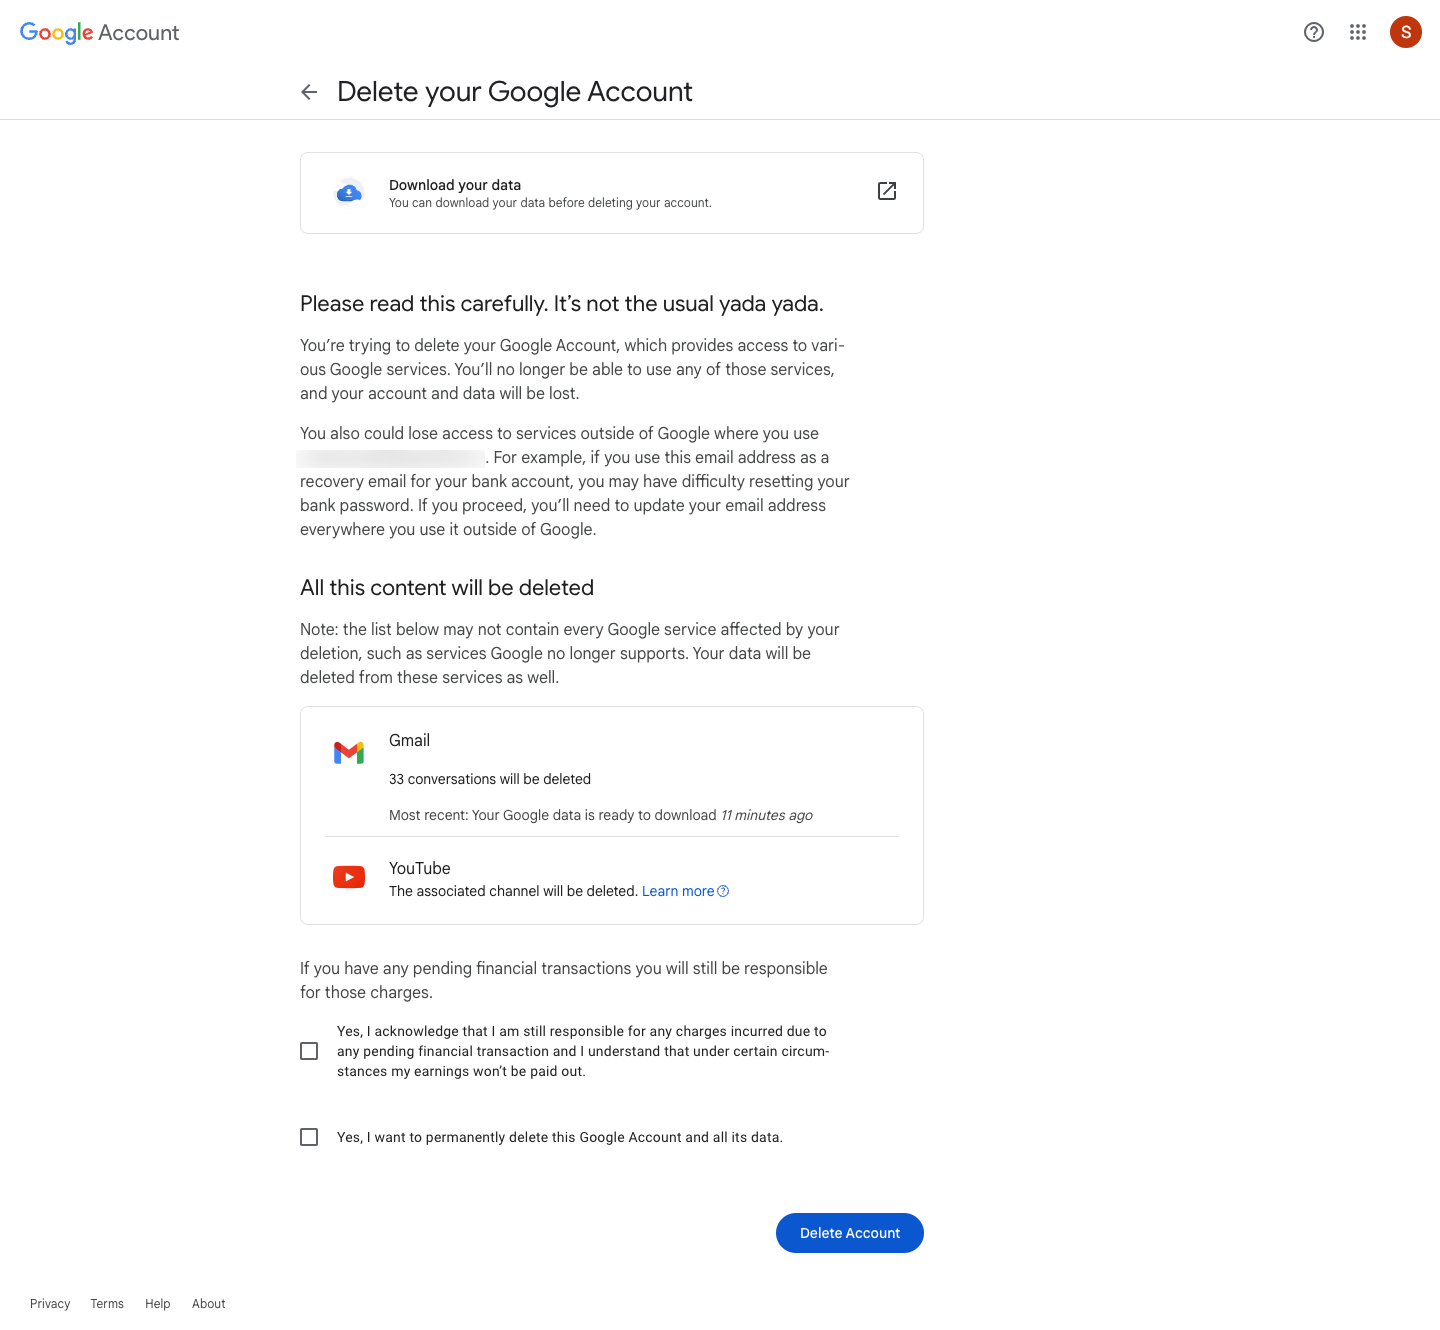 Google Account
S
Delete your Google Account
Download your data
You can download your data before deleting your account.
Please read this carefully. It’s not the usual yada yada.
You’re trying to delete your Google Account, which provides access to vari-
ous Google services. You’ll no longer be able to use any of those services,
and your account and data will be lost.
You also could lose access to services outside of Google where you use
. For example, if you use this email address as a
recovery email for your bank account, you may have difficulty resetting your
bank password. If you proceed, you’ll need to update your email address
everywhere you use it outside of Google.
All this content will be deleted
Note: the list below may not contain every Google service affected by your
deletion, such as services Google no longer supports. Your data will be
deleted from these services as well.
Gmail
33 conversations will be deleted
Most recent: Your Google data is ready to download 11 minutes ago
YouTube
The associated channel will be deleted. Learn more
If you have any pending financial transactions you will still be responsible
for those charges.
Yes, I acknowledge that I am still responsible for any charges incurred due to
any pending financial transaction and I understand that under certain circum-
stances my earnings won’t be paid out.
Yes, I want to permanently delete this Google Account and all its data.
Delete Account
Privacy Terms Help About